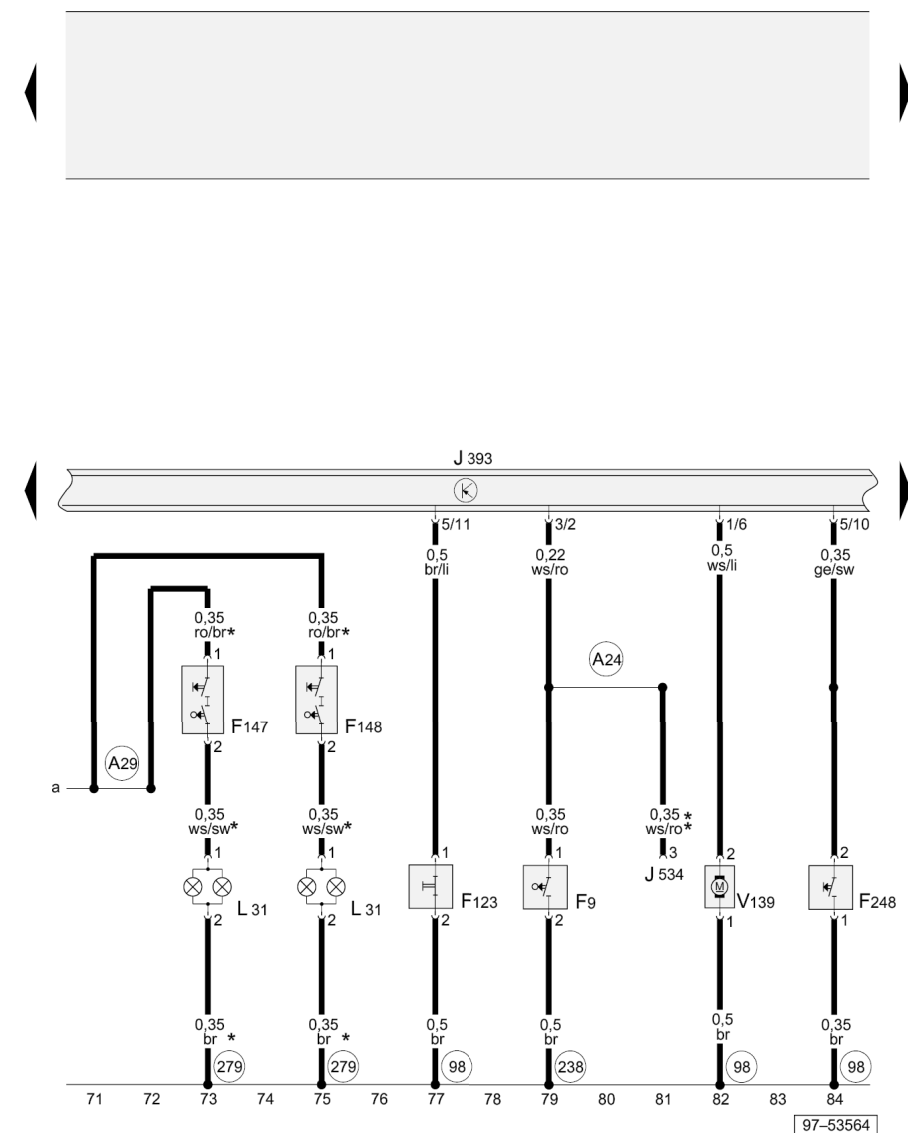 J 393
5/11 3/2 1/6 5/10
0,5 0,22 0,5 0,35
br/li ws/ro ws/li ge/sw
0,35 0,35
ro/br* ro/br*
1 1
A24
F147 F148
2 2
A29
a
0,35 0,35 0,35 0,35 *
ws/sw* ws/sw* ws/ro ws/ro *
1 1 1 1 3 2 2
J 534
L 31 L 31 F123 F9 M V139 F248
2 2 2 2 1 1
0,35 0,35 0,5 0,5 0,5 0,35
br * br * br br br br
279 279 98 238 98 98
71 72 73 74 75 76 77 78 79 80 81 82 83 84
97–53564